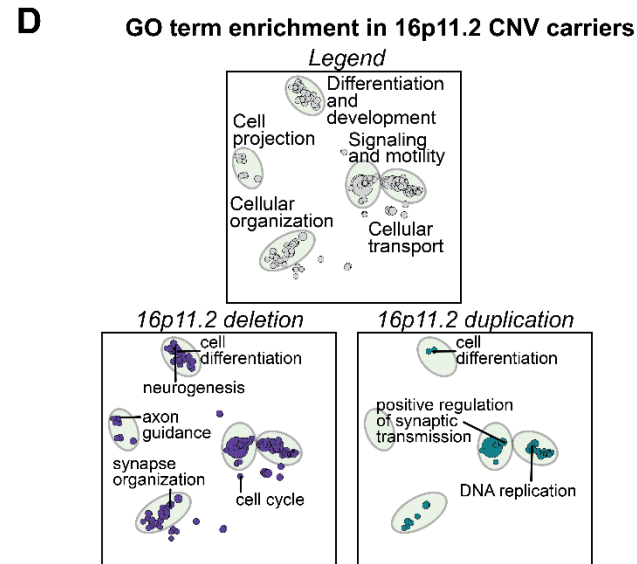 D
GO term enrichment in 16p11.2 CNV carriers
Legend
Differentiation
and
development
Cell
projection
Signaling
and motility
Cellular
organization
Cellular
transport
16p11.2 deletion
cell
differentiation
neurogenesis
axon
guidance
synapse
organization
cell cycle
16p11.2 duplication
cell
differentiation
positive regulation
of synaptic
transmission
DNA replication